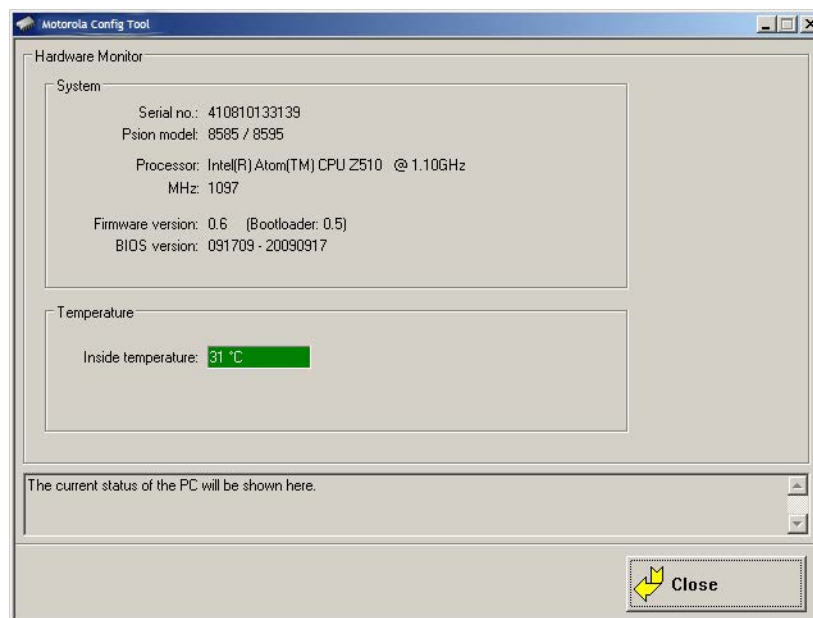 Motorola Config Tool
Hardware Monitor
System
Serial no.: 410810133139
Psion model: 8585 / 8595
Processor: Intel(R) Atom(TM) CPU Z510 @ 1.10GHz
MHz: 1097
Firmware version: 0.6 (Bootloader: 0.5)
BIOS version: 091709 - 20090917
Temperature
Inside temperature: 31 °C
The current status of the PC will be shown here.
Close